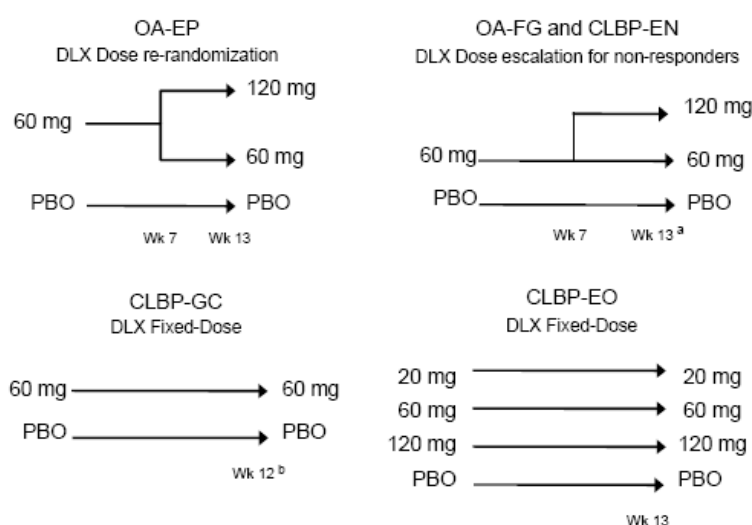 OA-EP
DLX Dose re-randomization
120 mg
60 mg
60 mg
PBO
PBO
Wk 7
Wk 13
OA-FG and CLBP-EN
DLX Dose escalation for non-responders
120 mg
60 mg
60 mg
PBO
PBO
Wk 7
Wk 13 a
CLBP-GC
DLX Fixed-Dose
60 mg
60 mg
PBO
PBO
Wk 12 b
CLBP-EO
DLX Fixed-Dose
20 mg
20 mg
60 mg
60 mg
120 mg
120 mg
PBO
PBO
Wk 13